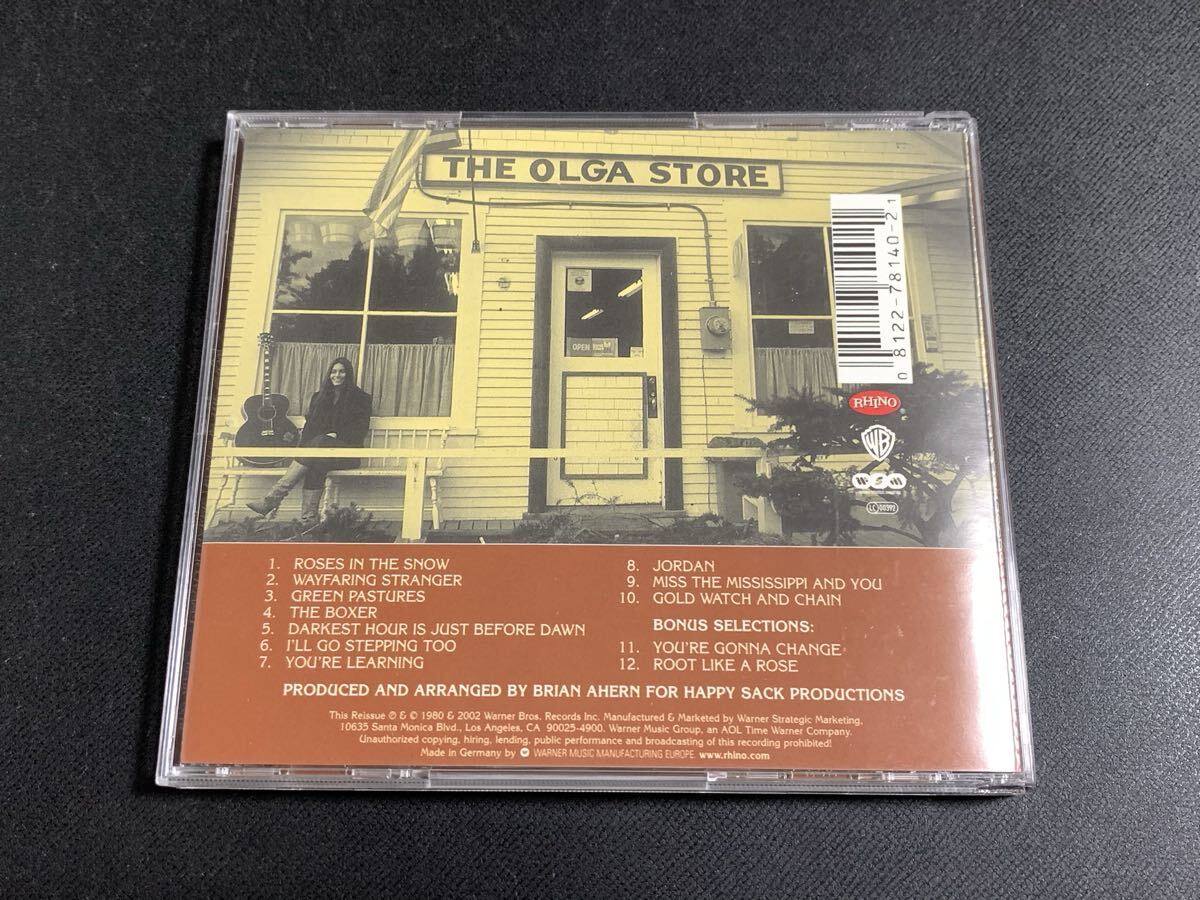 THE OLGA STORE
OPEN
0 81227-78140-2 1
RHINO
WB
LC 00392
1. ROSES IN THE SNOW
2. WAYFARING STRANGER
3. GREEN PASTURES
4. THE BOXER
5. DARKEST HOUR IS JUST BEFORE DAWN
6. I'LL GO STEPPING TOO
7. YOU'RE LEARNING
8. JORDAN
9. MISS THE MISSISSIPPI AND YOU
10. GOLD WATCH AND CHAIN
BONUS SELECTIONS:
11. YOU'RE GONNA CHANGE
12. ROOT LIKE A ROSE
PRODUCED AND ARRANGED BY BRIAN AHERN FOR HAPPY SACK PRODUCTIONS
This Reissue ℗ & © 1980 & 2002 Warner Bros. Records Inc. Manufactured & Marketed by Warner Strategic Marketing,
10635 Santa Monica Blvd., Los Angeles, CA 90025-4900. Warner Music Group, an AOL Time Warner Company.
Unauthorized copying, hiring, lending, public performance and broadcasting of this recording prohibited!
Made in Germany by WARNER MUSIC MANUFACTURING EUROPE. www.rhino.com